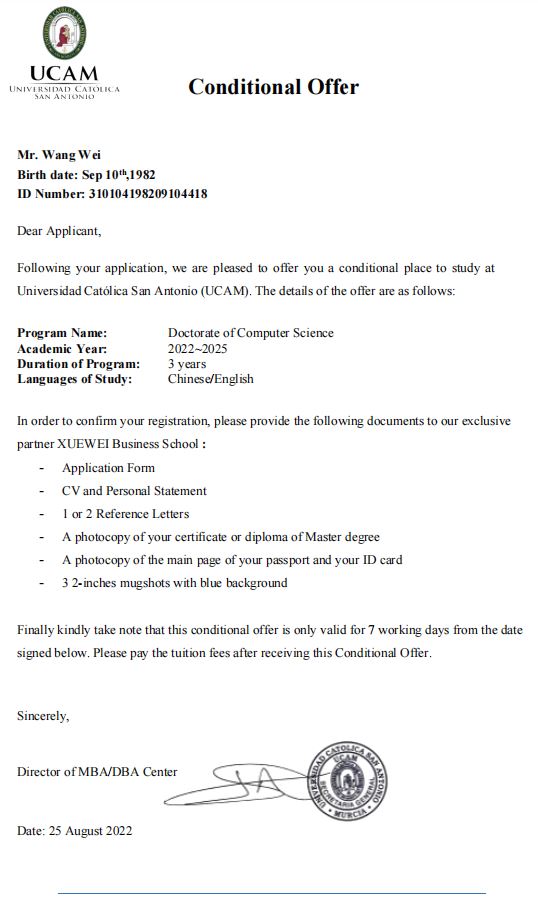 UCAM
UNIVERSIDAD CATÓLICA
SAN ANTONIO
Conditional Offer
Mr. Wang Wei
Birth date: Sep 10th,1982
ID Number: 310104198209104418
Dear Applicant,
Following your application, we are pleased to offer you a conditional place to study at
Universidad Católica San Antonio (UCAM). The details of the offer are as follows:
Program Name: Doctorate of Computer Science
Academic Year: 2022~2025
Duration of Program: 3 years
Languages of Study: Chinese/English
In order to confirm your registration, please provide the following documents to our exclusive
partner XUEWEI Business School :
- Application Form
- CV and Personal Statement
- 1 or 2 Reference Letters
- A photocopy of your certificate or diploma of Master degree
- A photocopy of the main page of your passport and your ID card
- 3 2-inches mugshots with blue background
Finally kindly take note that this conditional offer is only valid for 7 working days from the date
signed below. Please pay the tuition fees after receiving this Conditional Offer.
Sincerely,
Director of MBA/DBA Center
UNIVERSIDAD CATOLICA SAN ANTONIO
UCAM
SECRETARIA GENERAL
MURCIA
Date: 25 August 2022